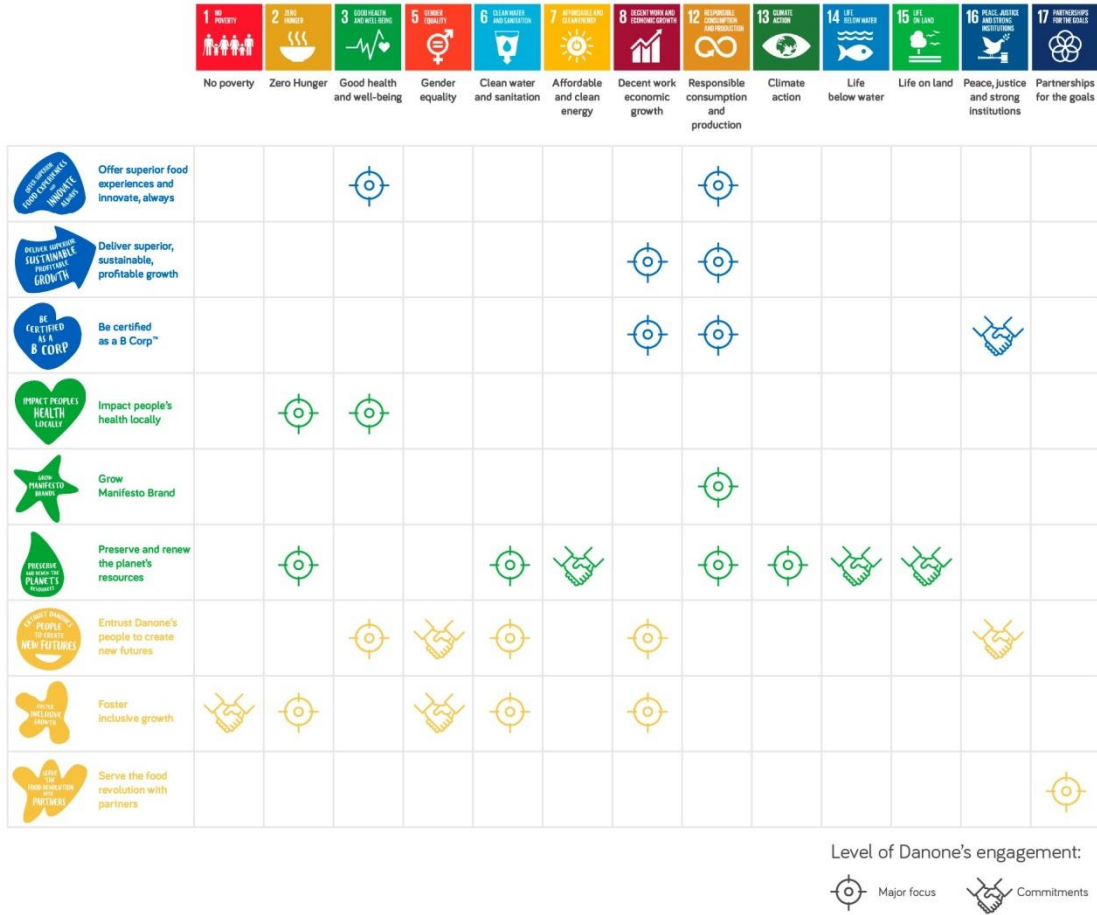 1 NO POVERTY
2 ZERO HUNGER
3 GOOD HEALTH AND WELL-BEING
5 GENDER EQUALITY
6 CLEAN WATER AND SANITATION
7 AFFORDABLE AND CLEAN ENERGY
8 DECENT WORK AND ECONOMIC GROWTH
12 RESPONSIBLE CONSUMPTION AND PRODUCTION
13 CLIMATE ACTION
14 LIFE BELOW WATER
15 LIFE ON LAND
16 PEACE, JUSTICE AND STRONG INSTITUTIONS
17 PARTNERSHIPS FOR THE GOALS
No poverty
Zero Hunger
Good health
and well-being
Gender
equality
Clean water
and sanitation
Affordable
and clean
energy
Decent work
economic
growth
Responsible
consumption
and
production
Climate
action
Life
below water
Life on land
Peace, justice
and strong
institutions
Partnerships
for the goals
OFFER SUPERIOR
FOOD EXPERIENCES
AND
INNOVATE
ALWAYS
Offer superior food
experiences and
innovate, always
DELIVER SUPERIOR
SUSTAINABLE
PROFITABLE
GROWTH
Deliver superior,
sustainable,
profitable growth
BE
CERTIFIED
AS A
B CORP
Be certified
as a B Corp™
IMPACT PEOPLE'S
HEALTH
LOCALLY
Impact people's
health locally
GROW
MANIFESTO
BRANDS
Grow
Manifesto Brand
PRESERVE
AND RENEW THE
PLANET'S
RESOURCES
Preserve and renew
the planet's
resources
ENTRUST DANONE'S
PEOPLE
TO CREATE
NEW FUTURES
Entrust Danone's
people to create
new futures
FOSTER
INCLUSIVE
GROWTH
Foster
inclusive growth
SERVE
THE
FOOD REVOLUTION
WITH
PARTNERS
Serve the food
revolution with
partners
Level of Danone's engagement:
Major focus
Commitments